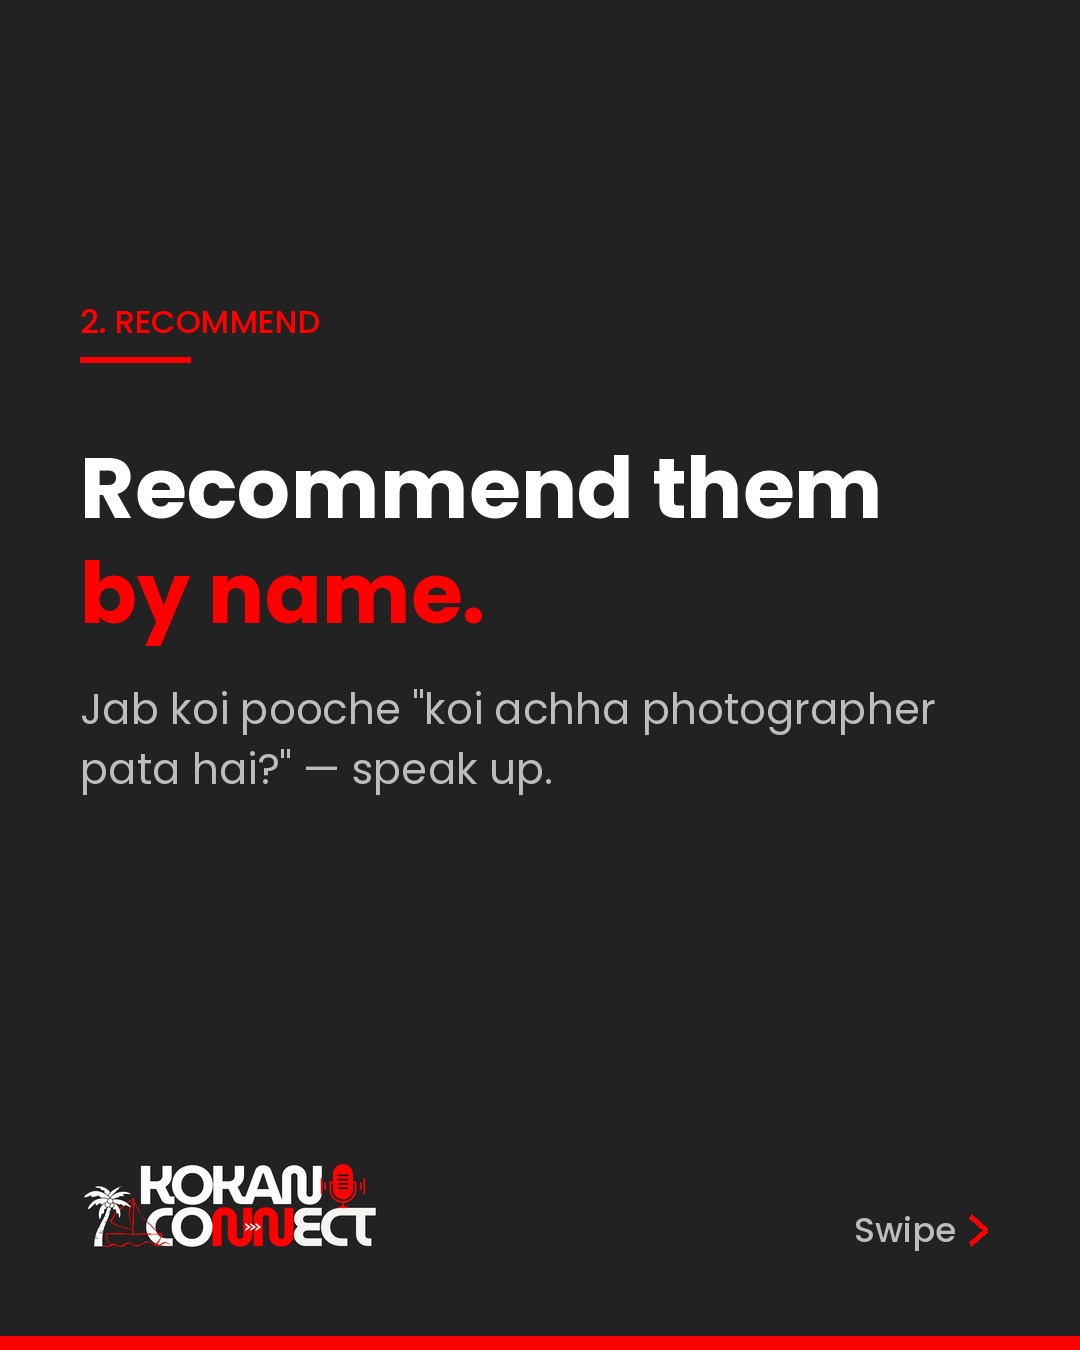 2. RECOMMEND
Recommend them
by name.
Jab koi pooche "koi achha photographer
pata hai?" — speak up.
KOKAN
CONNECT
Swipe